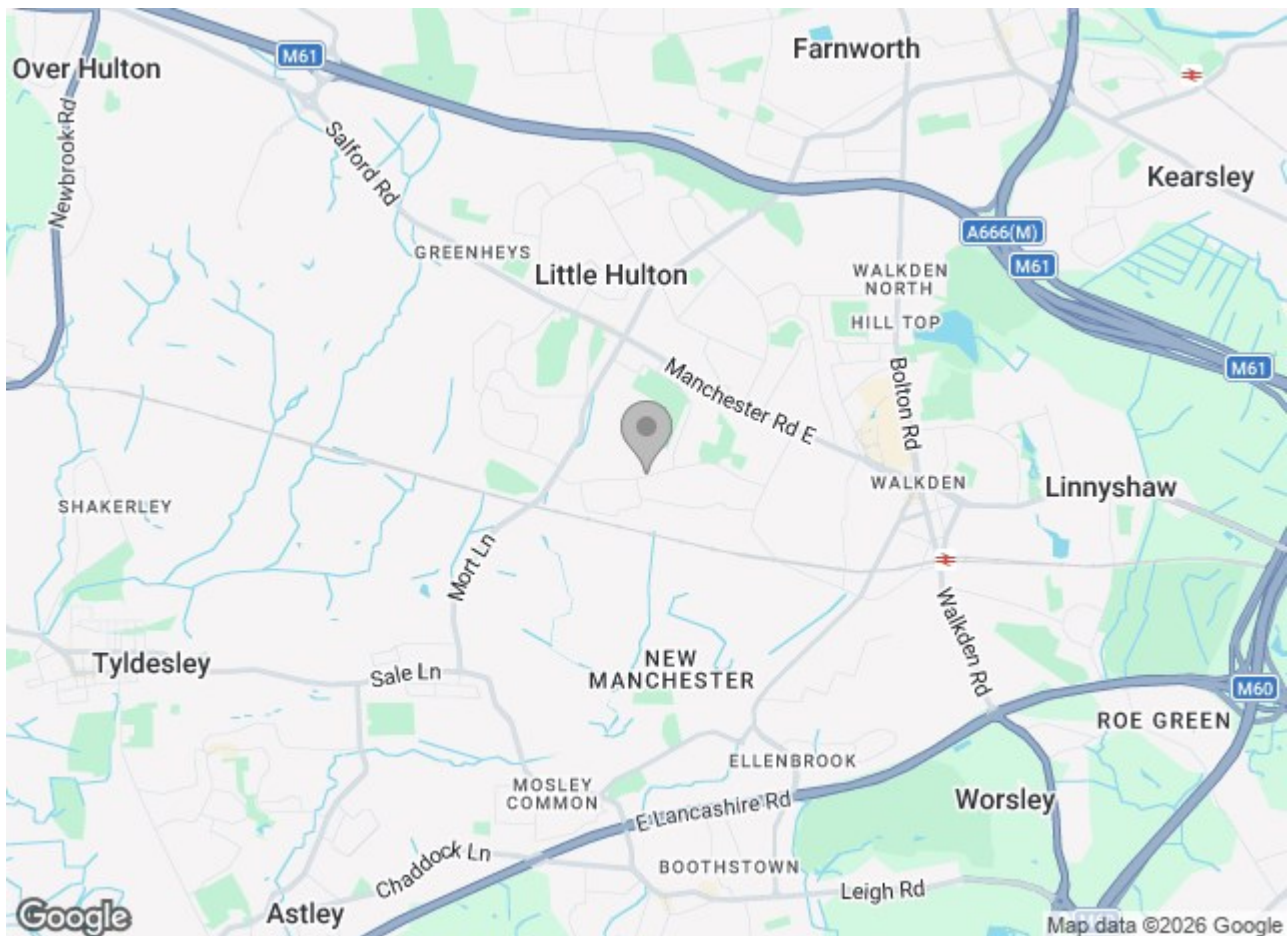 M61
Farnworth
Over Hulton
Newbrook Rd
Salford Rd
Kearsley
A666(M)
GREENHEYS
M61
Little Hulton
WALKDEN
NORTH
HILL TOP
M61
Manchester Rd E
Bolton Rd
WALKDEN
Linnyshaw
SHAKERLEY
Mort Ln
Walkden Rd
Tyldesley
Sale Ln
NEW
MANCHESTER
M60
ROE GREEN
ELLENBROOK
MOSLEY
COMMON
E Lancashire Rd
Worsley
Chaddock Ln
BOOTHSTOWN
Leigh Rd
Astley
Google
Map data ©2026 Google